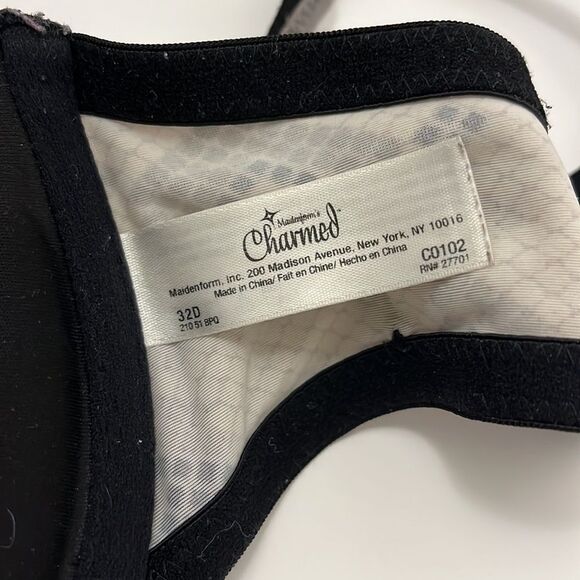 Maidenform's
Charmed™
Maidenform, Inc. 200 Madison Avenue, New York, NY 10016
Made in China/ Fait en Chine/ Hecho en China
C0102
RN# 27701
32D
210 51 BPQ